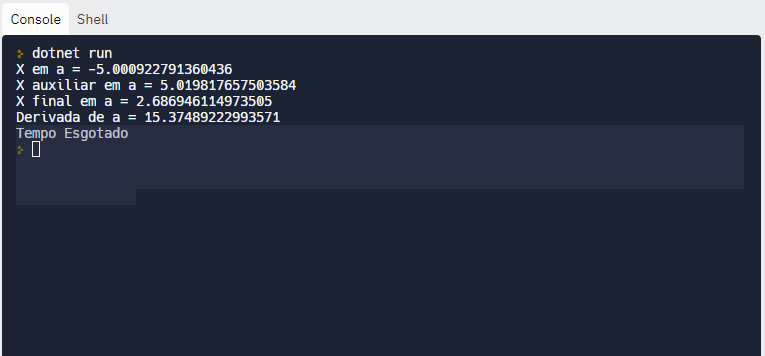 Console Shell
dotnet run
X em a = -5.000922791360436
X auxiliar em a = 5.019817657503584
X final em a = 2.686946114973505
Derivada de a = 15.37489222993571
Tempo Esgotado